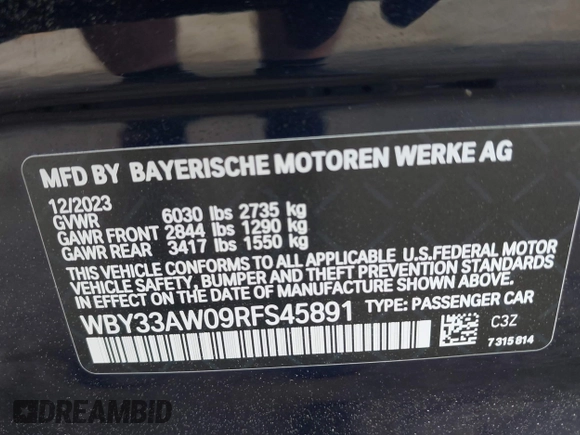 MFD BY BAYERISCHE MOTOREN WERKE AG
12/2023
GVWR 6030 lbs 2735 kg
GAWR FRONT 2844 lbs 1290 kg
GAWR REAR 3417 lbs 1550 kg
THIS VEHICLE CONFORMS TO ALL APPLICABLE U.S.FEDERAL MOTOR
VEHICLE SAFETY, BUMPER AND THEFT PREVENTION STANDARDS
IN EFFECT ON THE DATE OF MANUFACTURE SHOWN ABOVE.
WBY33AW09RFS45891 TYPE: PASSENGER CAR
C3Z
7 315 814
DREAMBID